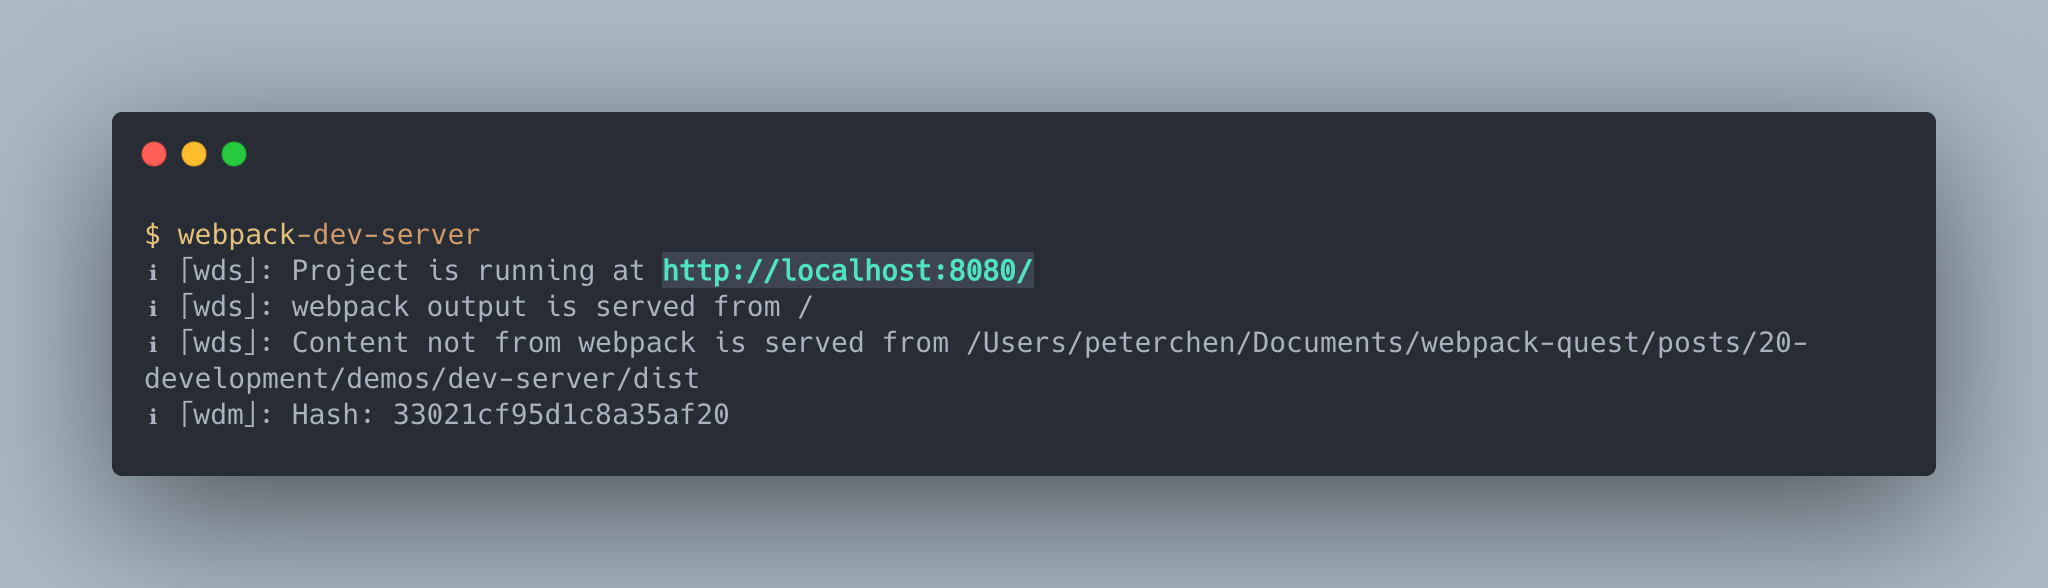 $ webpack-dev-server
ℹ ｢wds｣: Project is running at http://localhost:8080/
ℹ ｢wds｣: webpack output is served from /
ℹ ｢wds｣: Content not from webpack is served from /Users/peterchen/Documents/webpack-quest/posts/20-
development/demos/dev-server/dist
ℹ ｢wdm｣: Hash: 33021cf95d1c8a35af20